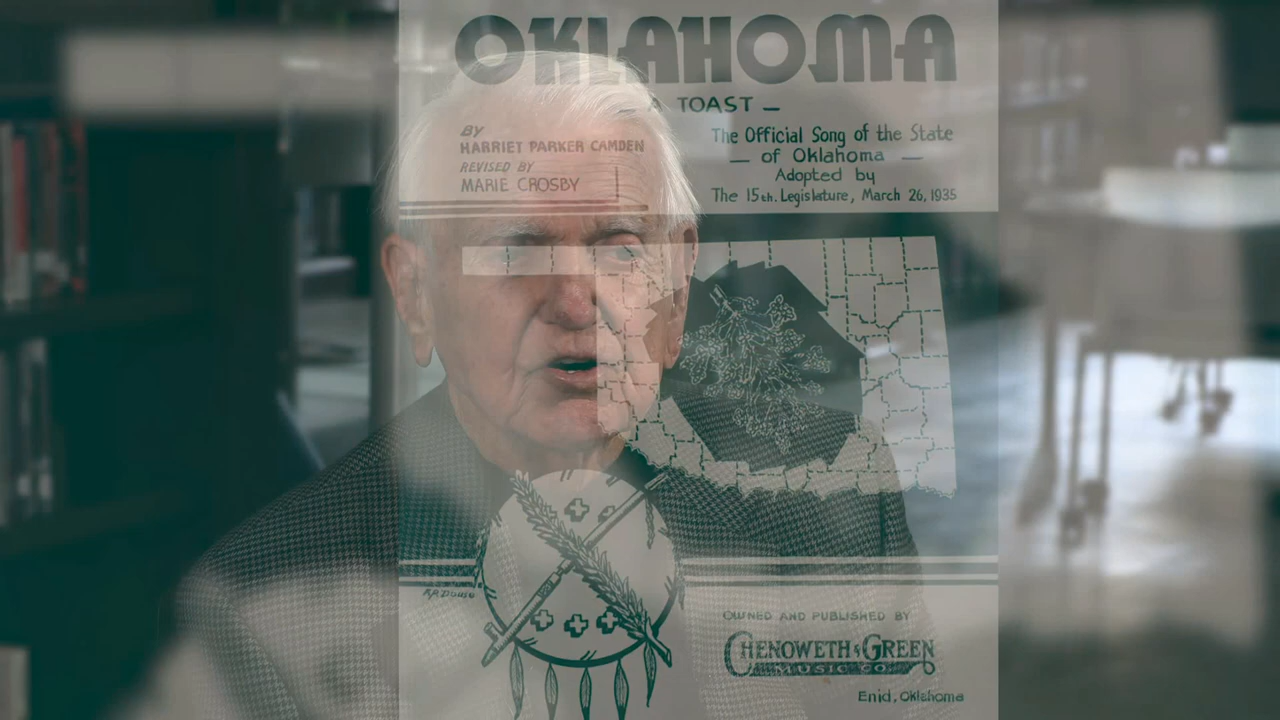 OKLAHOMA
A TOAST —
BY
HARRIET PARKER CAMDEN
REVISED BY
MARIE CROSBY
The Official Song of the State
— of Oklahoma —
Adopted by
The 15th. Legislature, March 26, 1935
OWNED AND PUBLISHED BY
CHENOWETH & GREEN
MUSIC CO.
Enid, Oklahoma